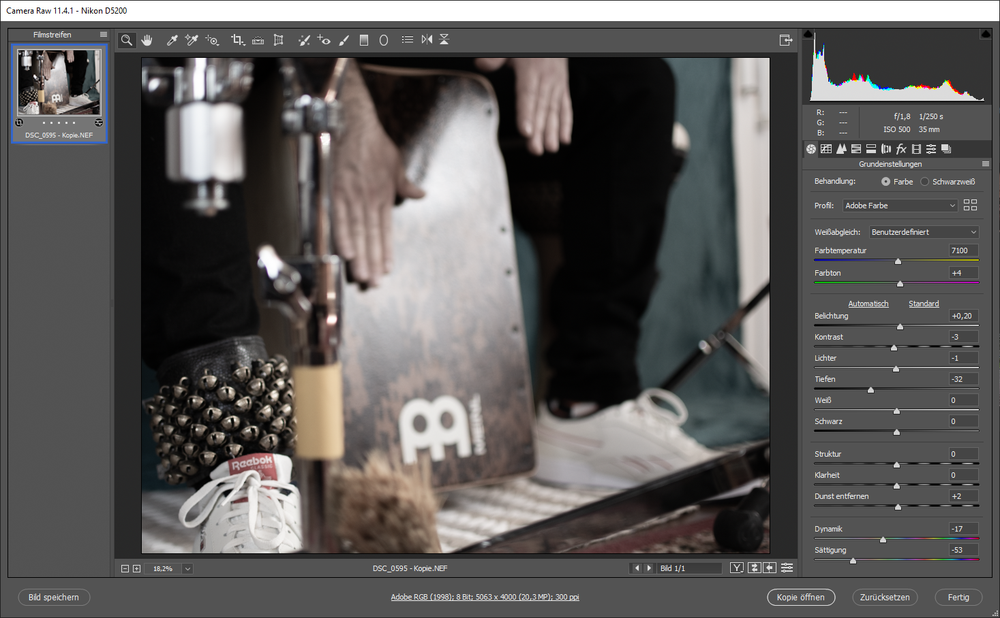 Camera Raw 11.4.1 - Nikon D5200
Filmstreifen
DSC_0595 - Kopie.NEF
Reebok
CLASSIC
MEINL
18,2%
DSC_0595 - Kopie.NEF
Bild 1/1
Y
R: ---
G: ---
B: ---
f/1,8 1/250 s
ISO 500 35 mm
fx
Grundeinstellungen
Behandlung: Farbe Schwarzweiß
Profil: Adobe Farbe
Weißabgleich: Benutzerdefiniert
Farbtemperatur 7100
Farbton +4
Automatisch Standard
Belichtung +0,20
Kontrast -3
Lichter -1
Tiefen -32
Weiß 0
Schwarz 0
Struktur 0
Klarheit 0
Dunst entfernen +2
Dynamik -17
Sättigung -53
Bild speichern
Adobe RGB (1998); 8 Bit; 5063 x 4000 (20,3 MP); 300 ppi
Kopie öffnen
Zurücksetzen
Fertig